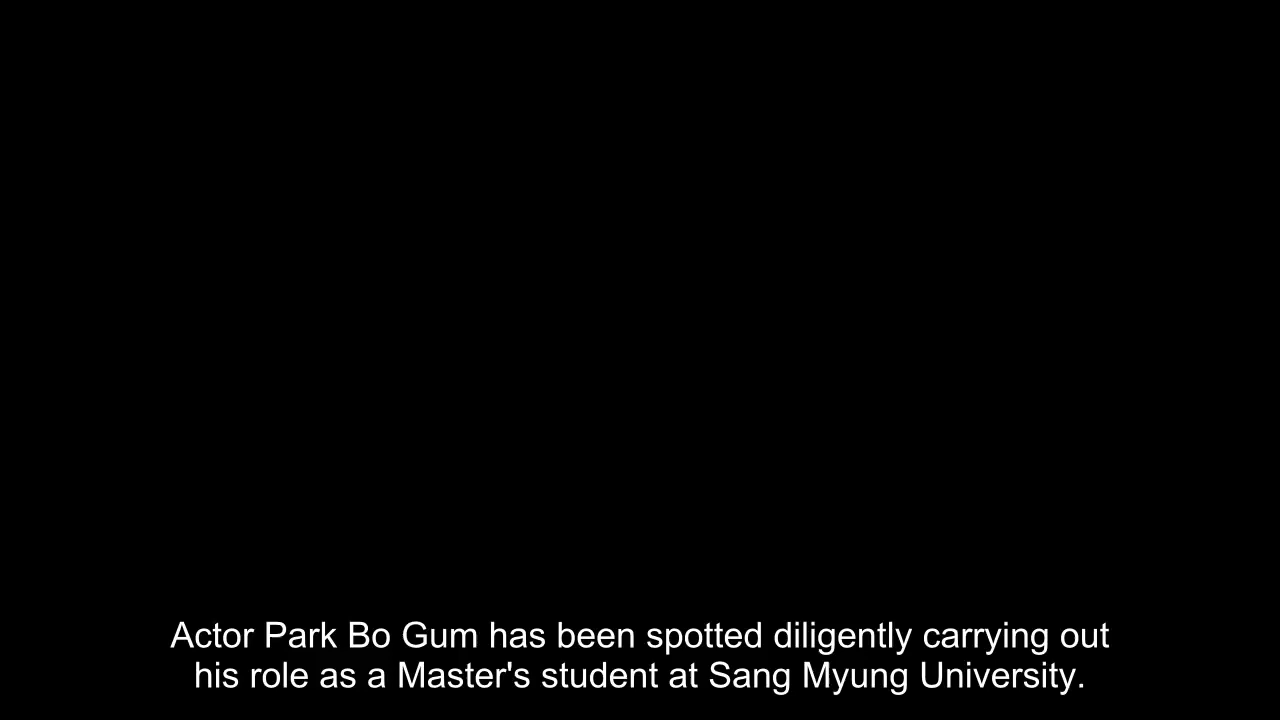 Actor Park Bo Gum has been spotted diligently carrying out
his role as a Master's student at Sang Myung University.